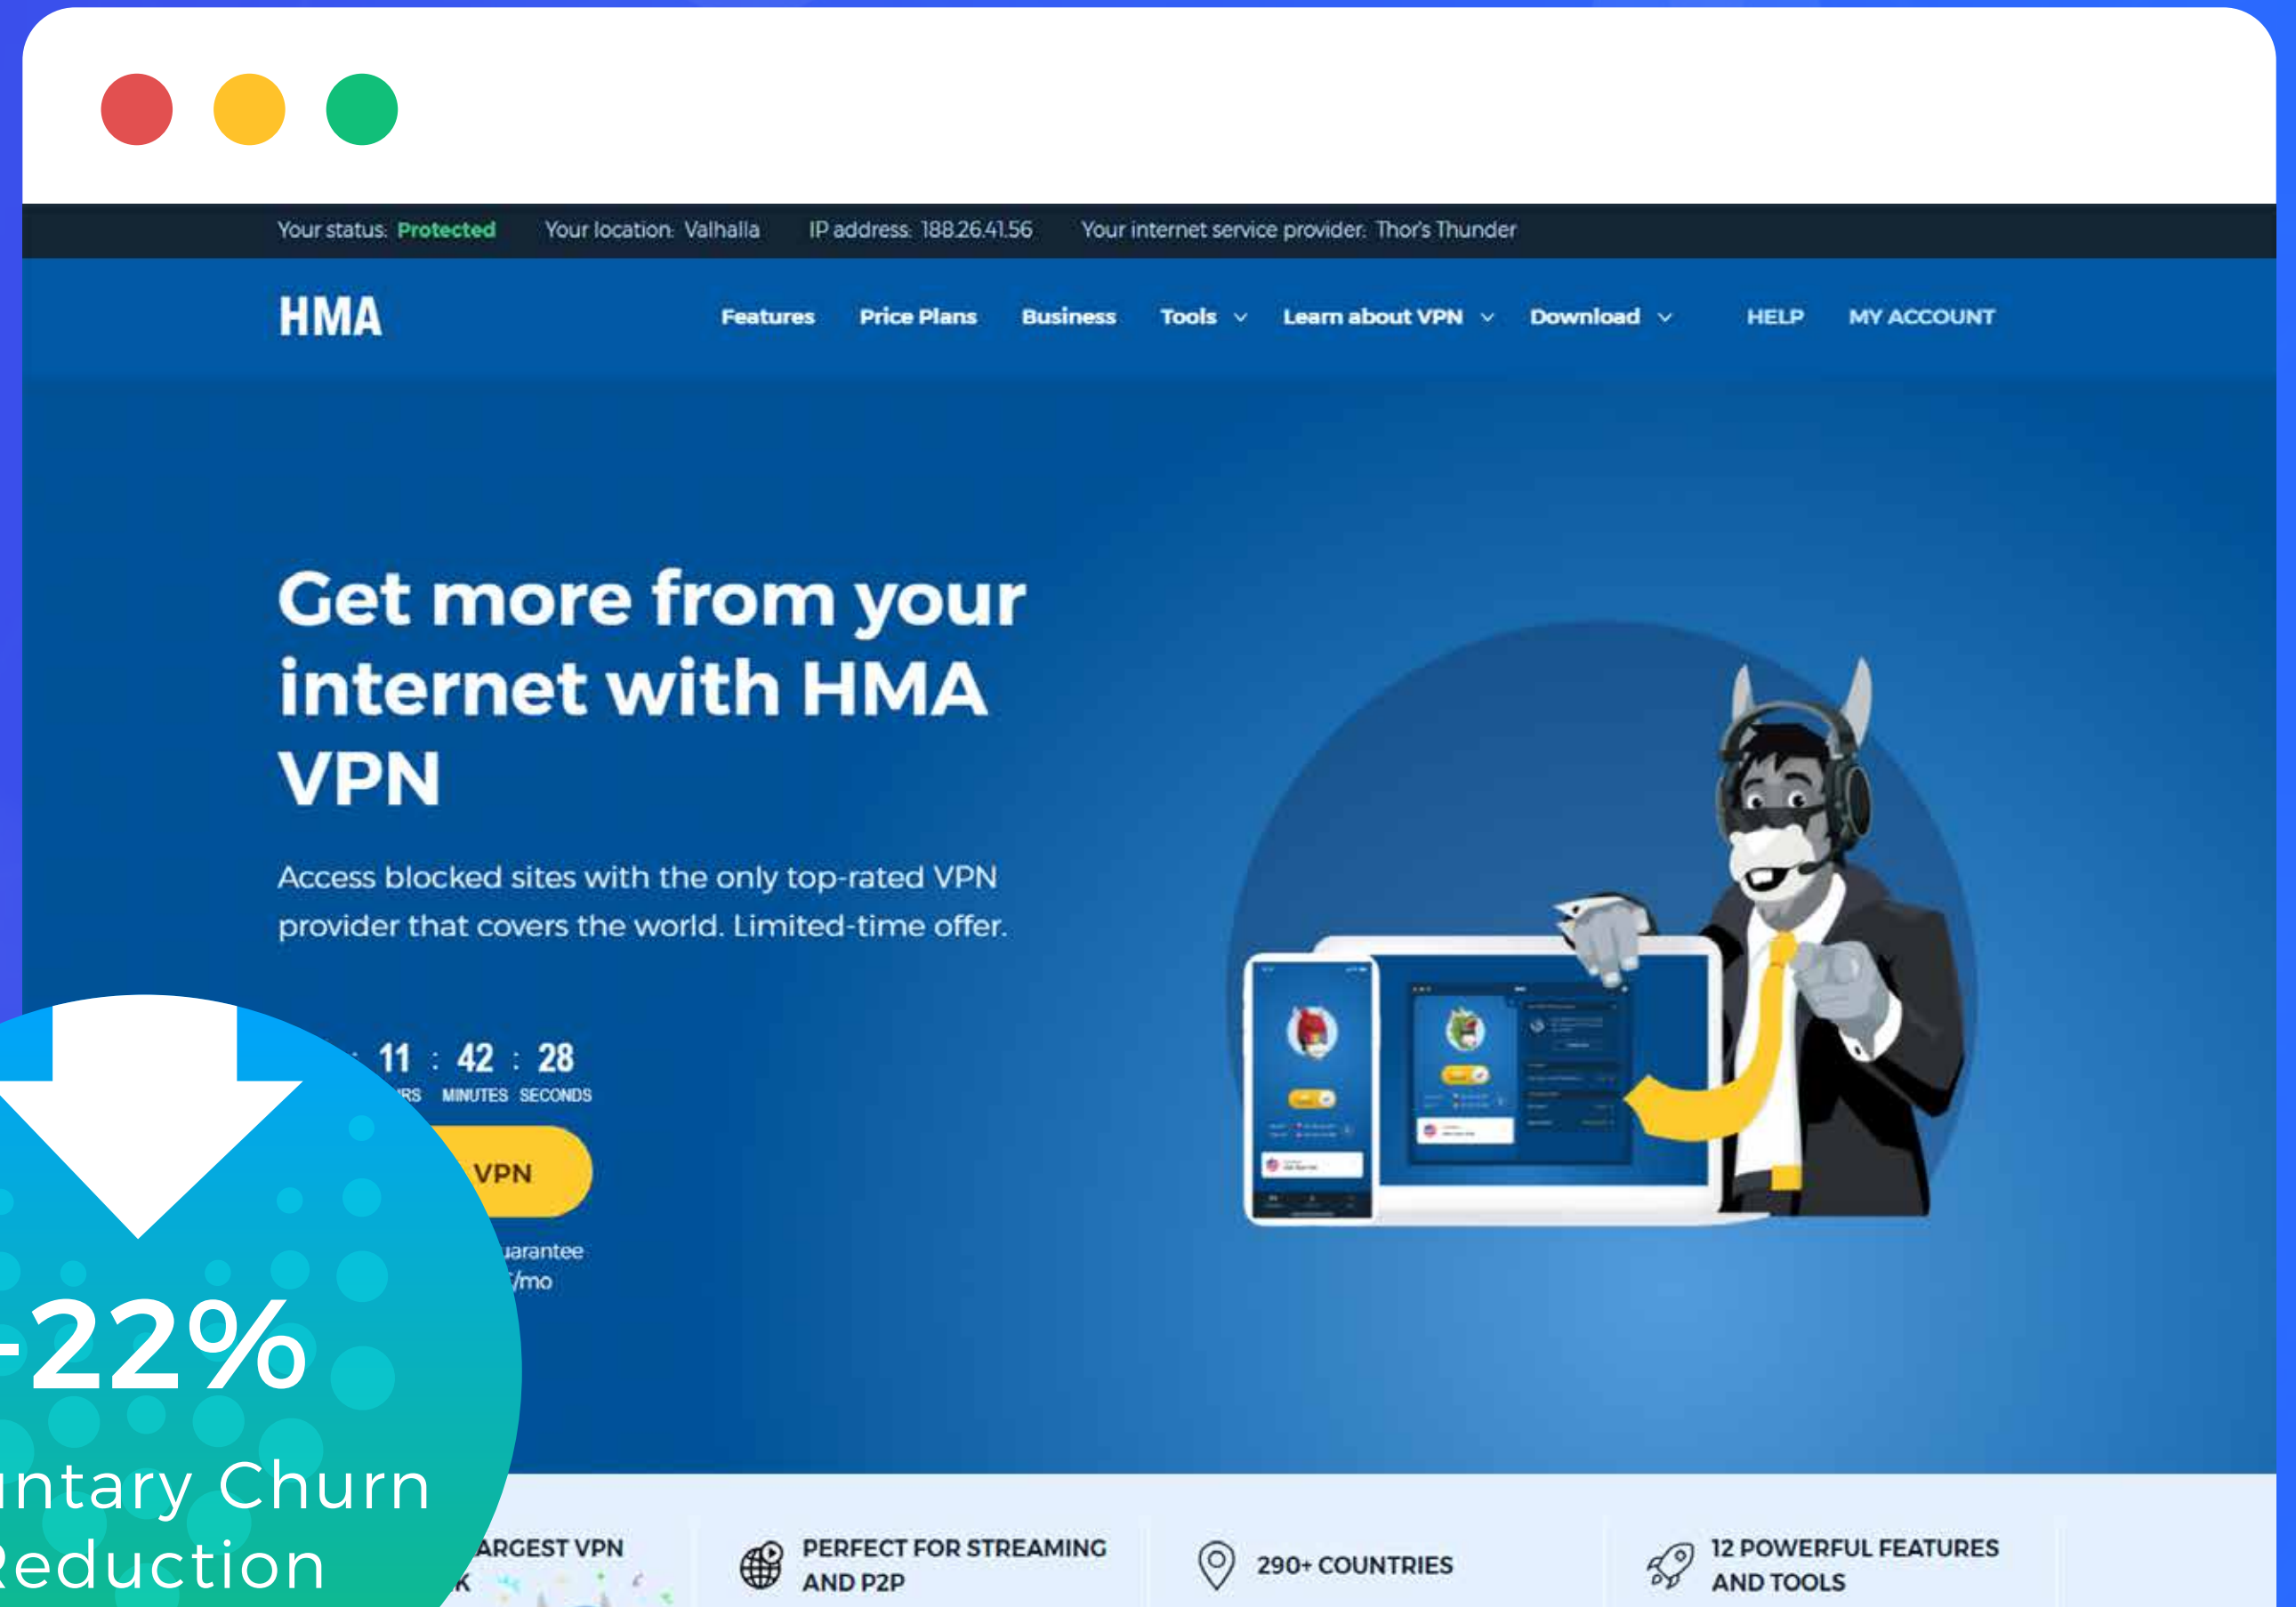 Your status: Protected Your location: Valhalla IP address: 188.26.41.56 Your internet service provider: Thor's Thunder
HMA Features Price Plans Business Tools Learn about VPN Download HELP MY ACCOUNT
Get more from your
internet with HMA
VPN
Access blocked sites with the only top-rated VPN
provider that covers the world. Limited-time offer.
: 11 : 42 : 28
MINUTES SECONDS
VPN
/mo
-22%
Churn
PERFECT FOR STREAMING
AND P2P
290+ COUNTRIES
12 POWERFUL FEATURES
AND TOOLS
VPN